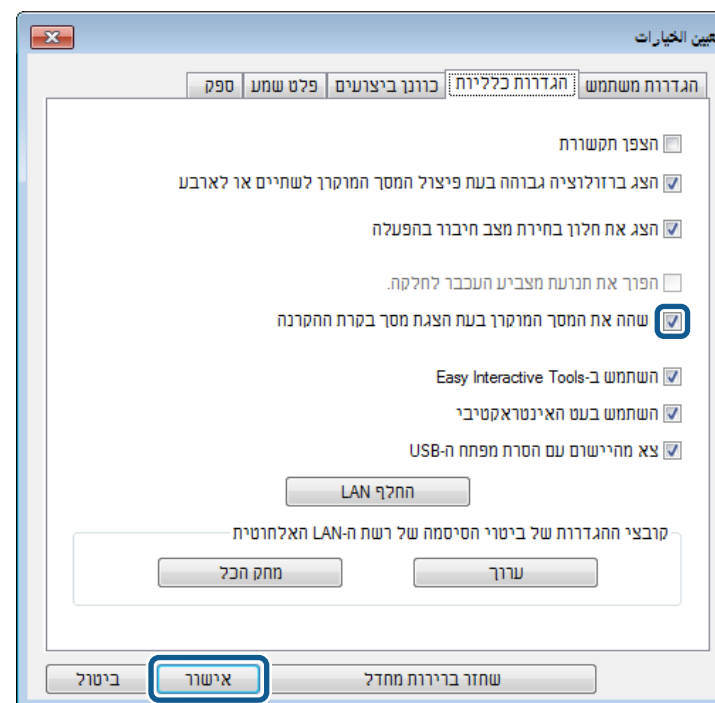 تعيين الخيارات
הגדרות משתמש הגדרות כלליות כוונן ביצועים פלט שמע ספק
הצפן תקשורת
הצג ברזולוציה גבוהה בעת פיצול המסך המוקרן לשתיים או לארבע
הצג את חלון בחירת מצב חיבור בהפעלה
הפוך את תנועת מצביע העכבר לחלקה.
שהה את המסך המוקרן בעת הצגת מסך בקרת ההקרנה
השתמש ב-Easy Interactive Tools
השתמש בעט האינטראקטיבי
צא מהיישום עם הסרת מפתח ה-USB
החלף LAN
קובצי ההגדרות של ביטוי הסיסמה של רשת ה-LAN האלחוטית
ערוך מחק הכל
שחזר ברירות מחדל אישור ביטול